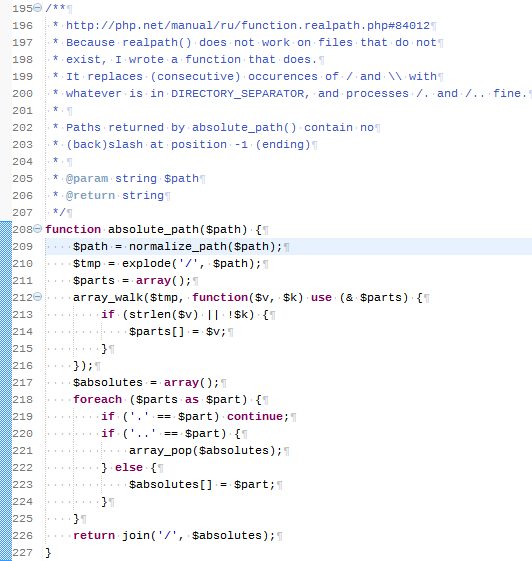 195 /**
196  * http://php.net/manual/ru/function.realpath.php#84012
197  * Because realpath() does not work on files that do not
198  * exist, I wrote a function that does.
199  * It replaces (consecutive) occurences of / and \\ with
200  * whatever is in DIRECTORY_SEPARATOR, and processes /. and /.. fine.
201  *
202  * Paths returned by absolute_path() contain no
203  * (back)slash at position -1 (ending)
204  *
205  * @param string $path
206  * @return string
207  */
208 function absolute_path($path) {
209     $path = normalize_path($path);
210     $tmp = explode('/', $path);
211     $parts = array();
212     array_walk($tmp, function($v, $k) use (& $parts) {
213         if (strlen($v) || !$k) {
214             $parts[] = $v;
215         }
216     });
217     $absolutes = array();
218     foreach ($parts as $part) {
219         if ('.' == $part) continue;
220         if ('..' == $part) {
221             array_pop($absolutes);
222         } else {
223             $absolutes[] = $part;
224         }
225     }
226     return join('/', $absolutes);
227 }